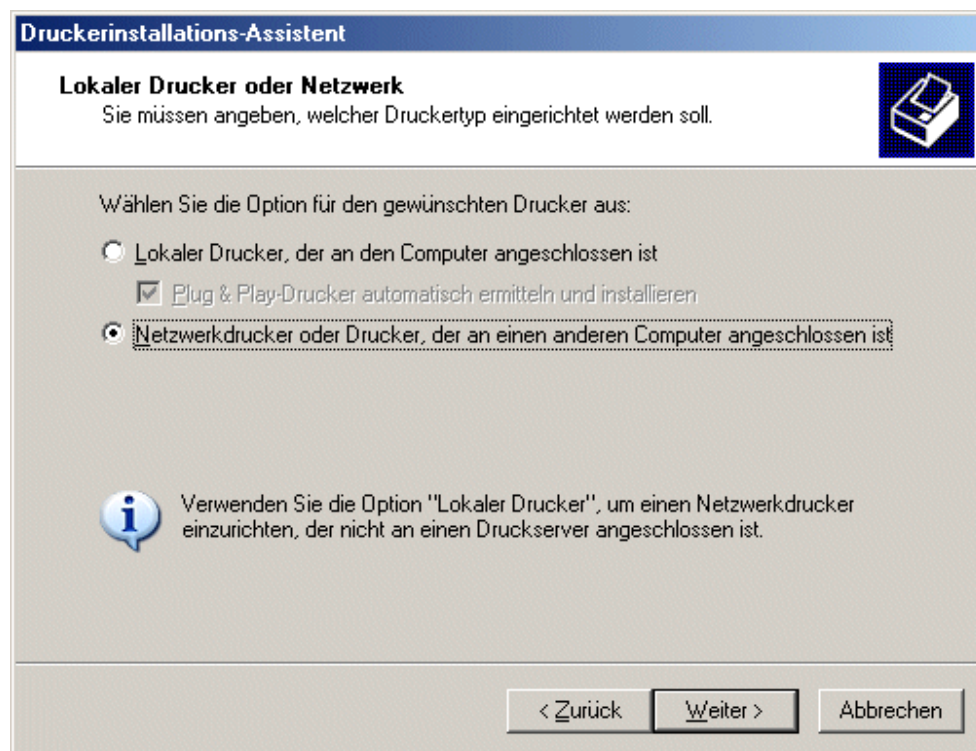 Druckerinstallations-Assistent
Lokaler Drucker oder Netzwerk
Sie müssen angeben, welcher Druckertyp eingerichtet werden soll.
Wählen Sie die Option für den gewünschten Drucker aus:
Lokaler Drucker, der an den Computer angeschlossen ist
Plug & Play-Drucker automatisch ermitteln und installieren
Netzwerkdrucker oder Drucker, der an einen anderen Computer angeschlossen ist
Verwenden Sie die Option "Lokaler Drucker", um einen Netzwerkdrucker
einzurichten, der nicht an einen Druckserver angeschlossen ist.
< Zurück Weiter > Abbrechen